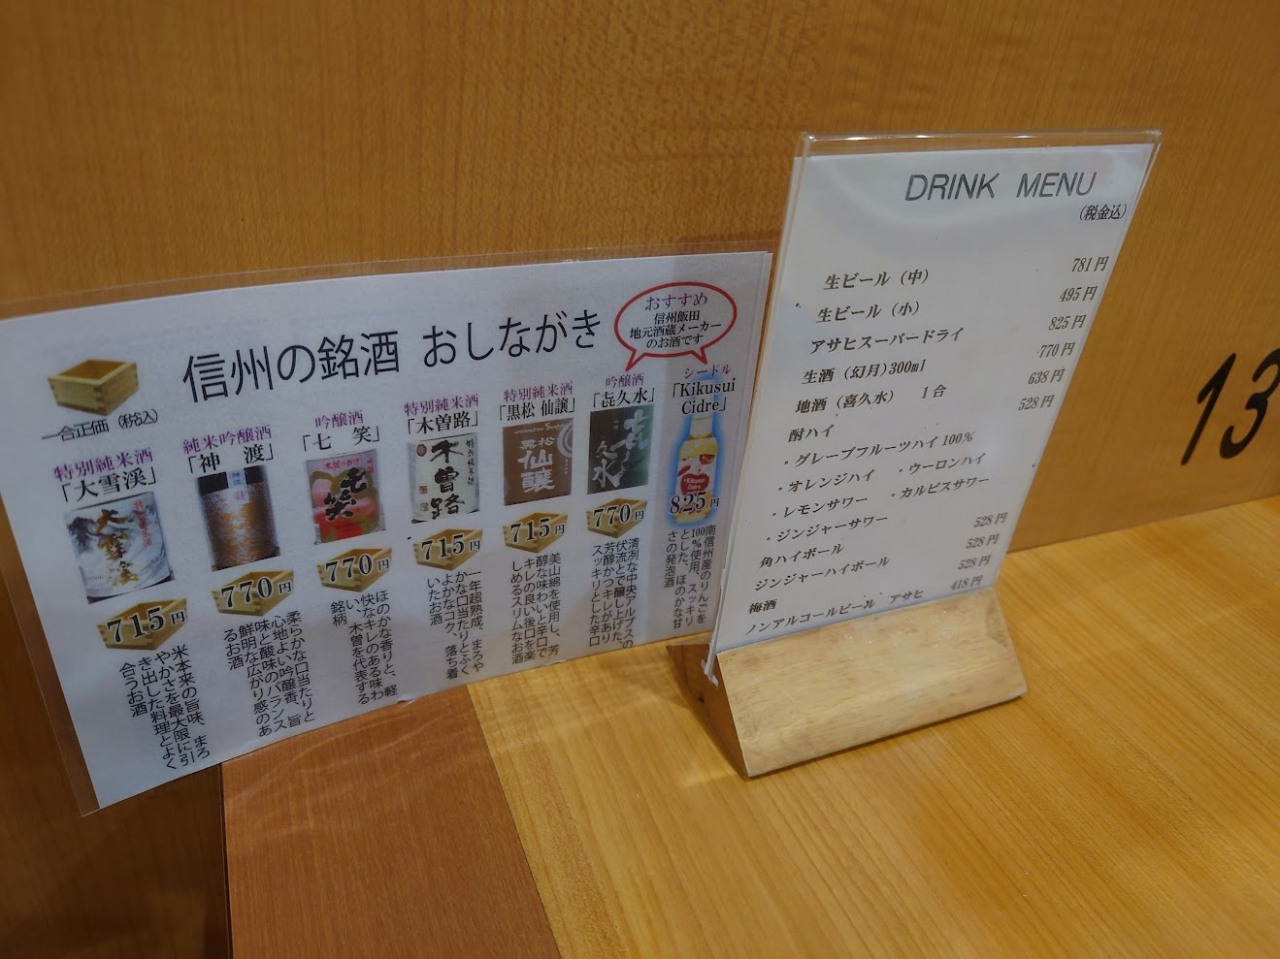 信州の銘酒 おしながき
おすすめ
信州飯田
地元酒蔵メーカー
のお酒です
一合正価(税込)
特別純米酒
「大雪渓」
715円
米本来の旨味、まろ
やかさを最大限に引
き出した料理とよく
合うお酒
純米吟醸酒
「神 渡」
770円
柔らかな口当たりと
心地よい吟醸香、旨
味と酸味のバランス
鮮明な広がり感のあ
るお酒
吟醸酒
「七 笑」
七笑
770円
ほのかな香りと、軽
快なキレのある味わ
い、木曽を代表する
銘柄
特別純米酒
「木曽路」
木曽路
715円
一年超熟成、まろや
かな口当たりとふく
よかなコク、落ち着
いたお酒
特別純米酒
「黒松 仙醸」
黒松
仙醸
715円
美山錦を使用し、芳
醇な味わいと辛口で
キレの良い後口を楽
しめるスリムなお酒
吟醸酒
「㐂久水」
㐂久水
770円
清冽な中央アルプスの
伏流とで醸し上げた、
芳醇かつキレがあり
スッキリとした辛口
シードル
「Kikusui
Cidre」
825円
南信州産のりんごを
100%使用、スッキリ
とした、ほのかな甘
さの発泡酒
DRINK MENU
(税金込)
生ビール(中) 781円
生ビール(小) 495円
アサヒスーパードライ 825円
生酒(幻月)300ml 770円
地酒(喜久水) 1合 638円
酎ハイ 528円
・グレープフルーツハイ100%
・オレンジハイ ・ウーロンハイ
・レモンサワー ・カルピスサワー
・ジンジャーサワー
角ハイボール 528円
ジンジャーハイボール 528円
梅酒 528円
ノンアルコールビール アサヒ 418円
13